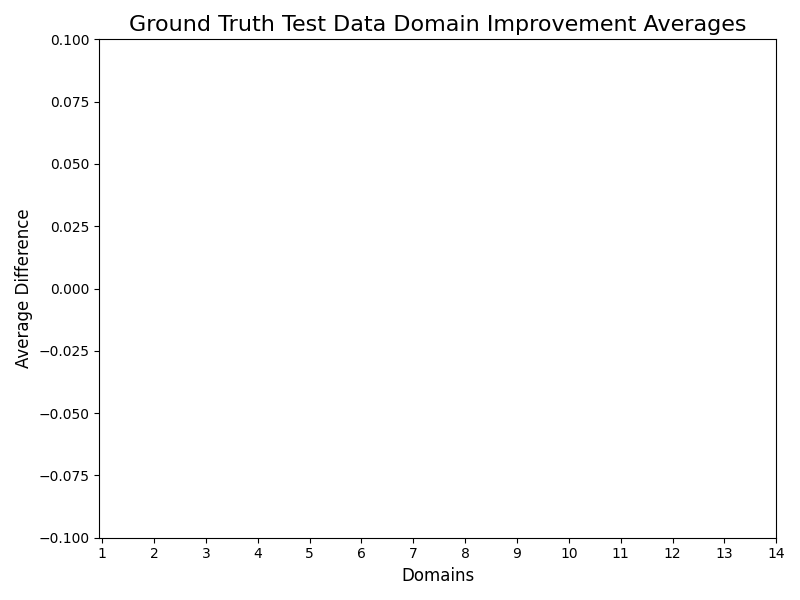 Ground Truth Test Data Domain Improvement Averages
0.100
0.075
0.050
0.025
0.000
−0.025
−0.050
−0.075
−0.100
Average Difference
1 2 3 4 5 6 7 8 9 10 11 12 13 14
Domains